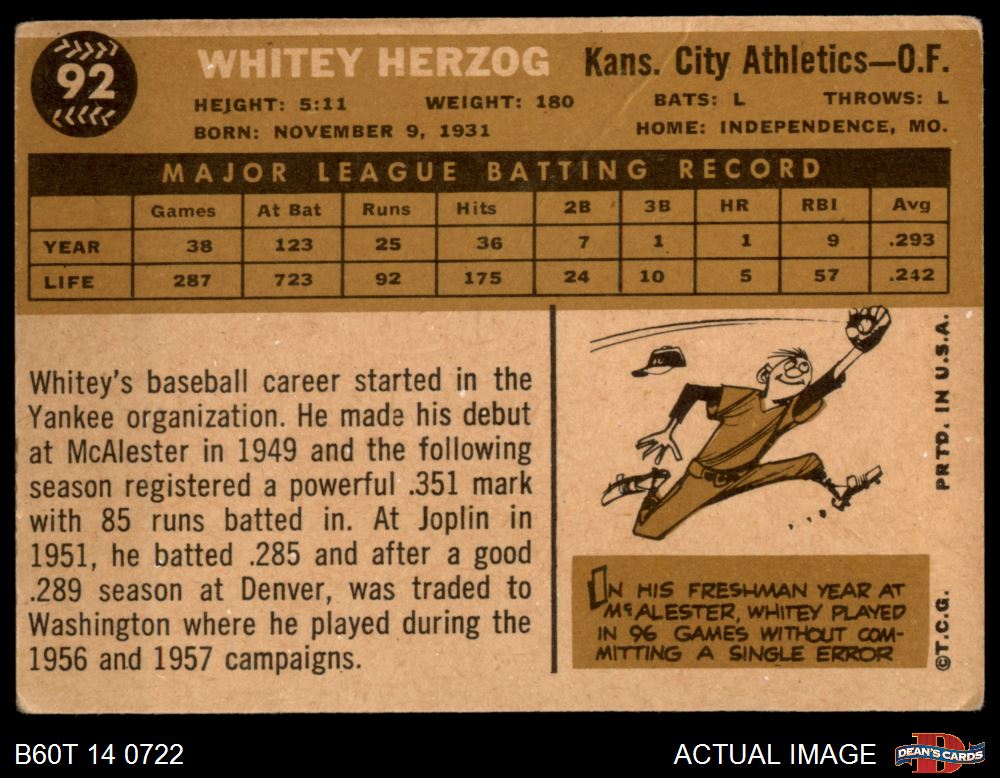 92
WHITEY HERZOG Kans. City Athletics—O.F.
HEIGHT: 5:11 WEIGHT: 180 BATS: L THROWS: L
BORN: NOVEMBER 9, 1931 HOME: INDEPENDENCE, MO.
MAJOR LEAGUE BATTING RECORD
Games At Bat Runs Hits 2B 3B HR RBI Avg
YEAR 38 123 25 36 7 1 1 9 .293
LIFE 287 723 92 175 24 10 5 57 .242
Whitey's baseball career started in the
Yankee organization. He made his debut
at McAlester in 1949 and the following
season registered a powerful .351 mark
with 85 runs batted in. At Joplin in
1951, he batted .285 and after a good
.289 season at Denver, was traded to
Washington where he played during the
1956 and 1957 campaigns.
IN HIS FRESHMAN YEAR AT
McALESTER, WHITEY PLAYED
IN 96 GAMES WITHOUT COM-
MITTING A SINGLE ERROR
©T.C.G. PRTD. IN U.S.A.
B60T 14 0722 ACTUAL IMAGE DEAN'S CARDS